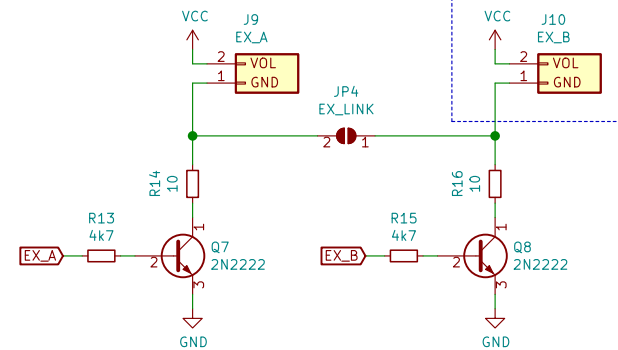 VCC
J9
EX_A
2
VOL
1
GND
VCC
J10
EX_B
2
VOL
1
GND
JP4
EX_LINK
2
1
R14
10
R16
10
R13
4k7
EX_A
1
2
3
Q7
2N2222
GND
R15
4k7
EX_B
1
2
3
Q8
2N2222
GND